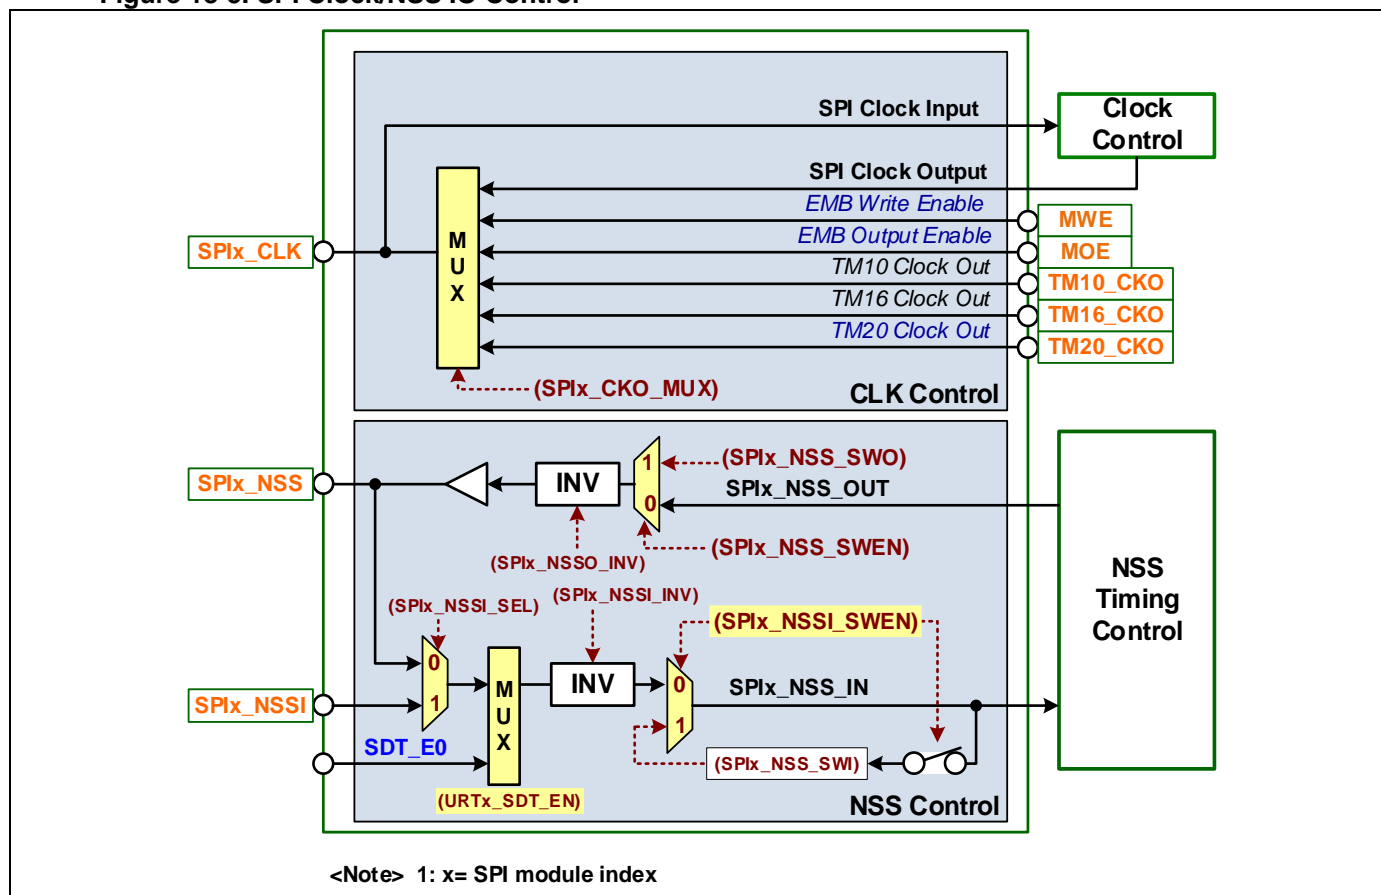 SPI Clock Input
Clock
Control
SPI Clock Output
EMB Write Enable
MWE
EMB Output Enable
SPIx_CLK
MUX
MOE
TM10 Clock Out
TM10_CKO
TM16 Clock Out
TM16_CKO
TM20 Clock Out
TM20_CKO
(SPIx_CKO_MUX)
CLK Control
(SPIx_NSS_SWO)
1
SPIx_NSS
INV
SPIx_NSS_OUT
0
(SPIx_NSS_SWEN)
(SPIx_NSSO_INV)
NSS
Timing
Control
(SPIx_NSSI_SEL)
(SPIx_NSSI_INV)
(SPIx_NSSI_SWEN)
0
MUX
INV
0
SPIx_NSS_IN
SPIx_NSSI
1
1
SDT_E0
(SPIx_NSS_SWI)
(URTx_SDT_EN)
NSS Control
<Note> 1: x= SPI module index